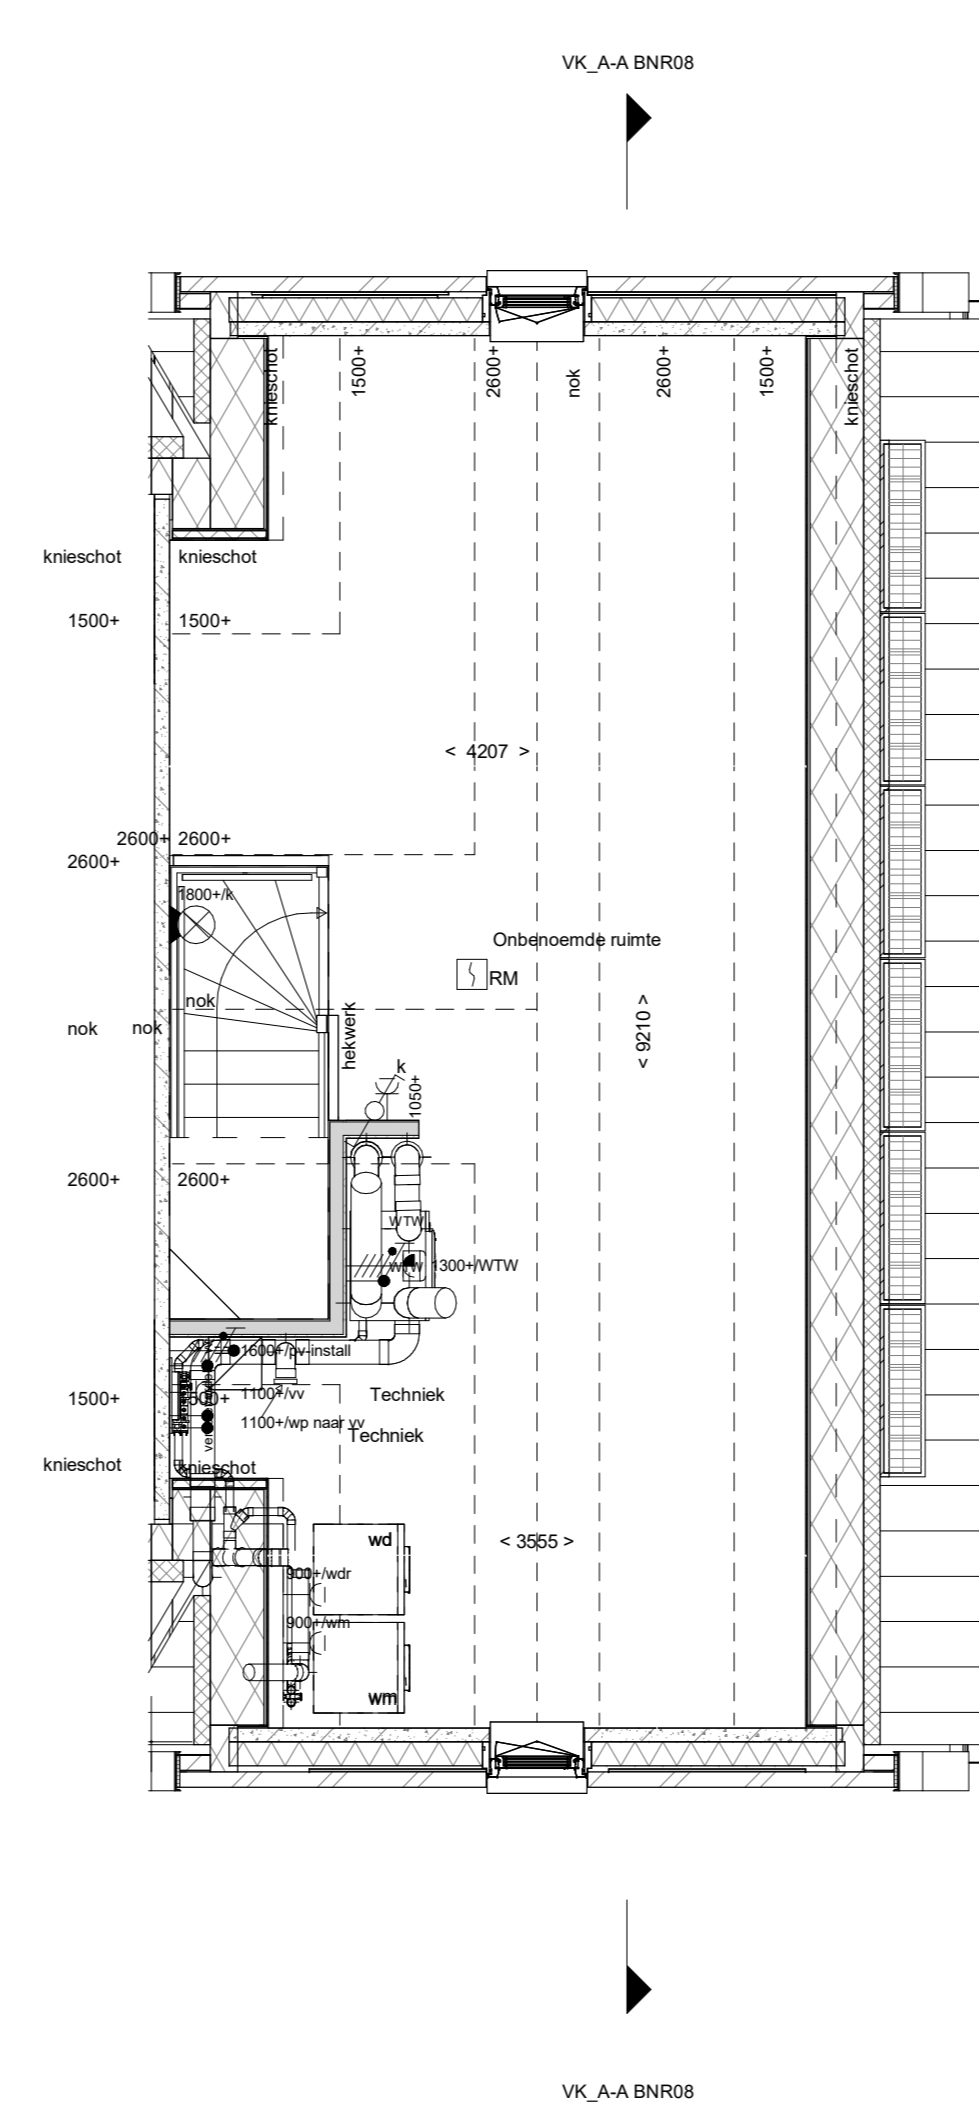 VK_A-A BNR08
knieschot
1500+
2600+
nok
2600+
1500+
knieschot
knieschot knieschot
1500+ 1500+
< 4207 >
2600+ 2600+
2600+
1800+/k
Onbenoemde ruimte
RM
nok
nok nok
hekwerk
< 9210 >
k
1050+
2600+ 2600+
WTW
WTW 1300+/WTW
1600+/pv-install
1500+
1100+/vv
Techniek
1100+/wp naar vv
Techniek
knieschot knieschot
wd
< 3555 >
900+/wdr
900+/wm
wm
VK_A-A BNR08